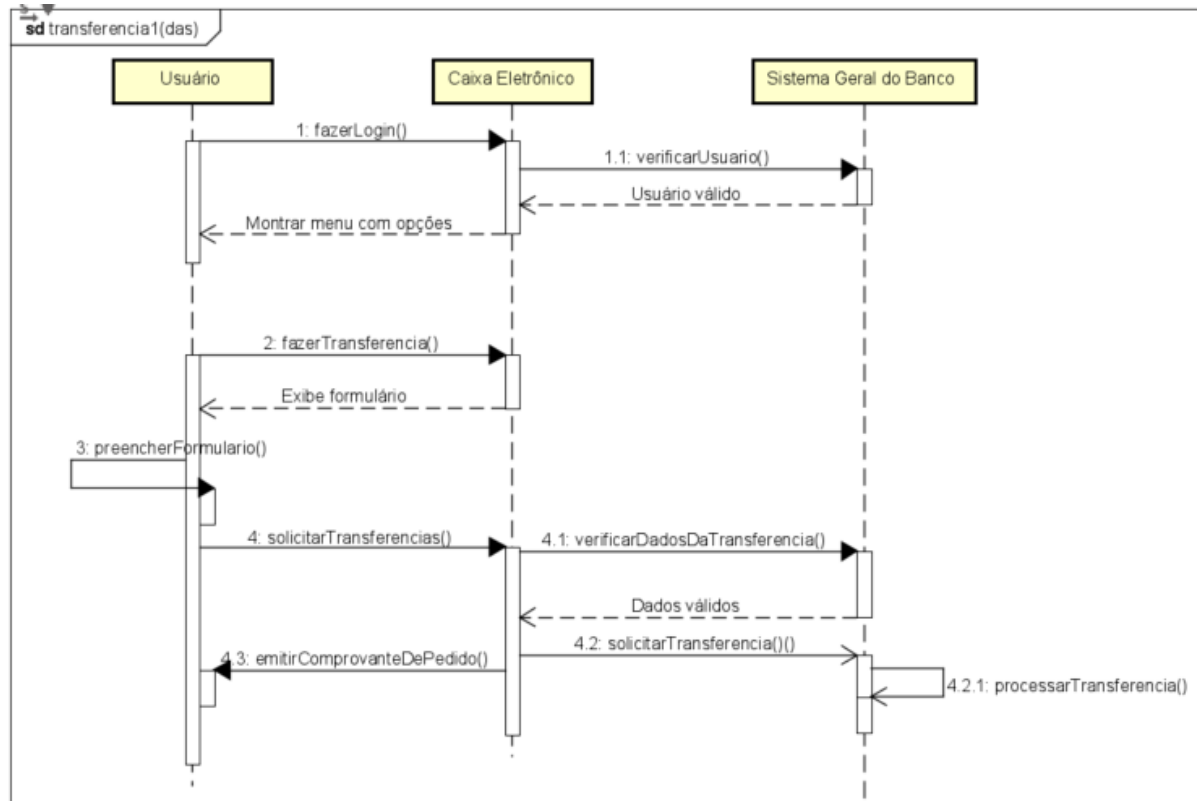 sd transferencia1(das)
Usuário
Caixa Eletrônico
Sistema Geral do Banco
1: fazerLogin()
1.1: verificarUsuario()
Usuário válido
Montrar menu com opções
2: fazerTransferencia()
Exibe formulário
3: preencherFormulario()
4: solicitarTransferencias()
4.1: verificarDadosDaTransferencia()
Dados válidos
4.2: solicitarTransferencia()()
4.3: emitirComprovanteDePedido()
4.2.1: processarTransferencia()